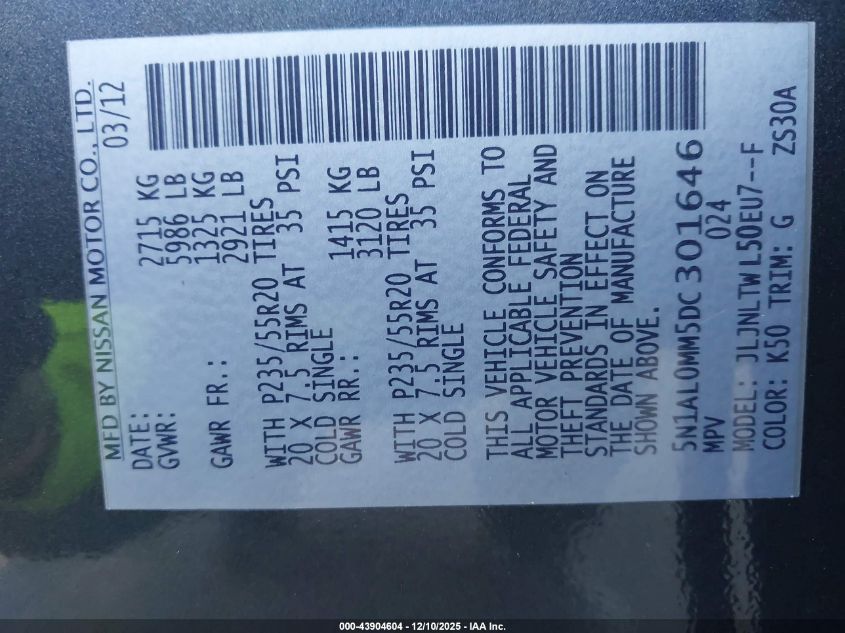 MFD BY NISSAN MOTOR CO., LTD.
DATE: 03/12
GVWR: 2715 KG
5986 LB
GAWR FR.: 1325 KG
2921 LB
WITH P235/55R20 TIRES
20 X 7.5 RIMS AT 35 PSI
COLD SINGLE
GAWR RR.: 1415 KG
3120 LB
WITH P235/55R20 TIRES
20 X 7.5 RIMS AT 35 PSI
COLD SINGLE
THIS VEHICLE CONFORMS TO
ALL APPLICABLE FEDERAL
MOTOR VEHICLE SAFETY AND
THEFT PREVENTION
STANDARDS IN EFFECT ON
THE DATE OF MANUFACTURE
SHOWN ABOVE.
5N1AL0MM5DC301646
MPV 024
MODEL: JLJNLTWL50EU7--F
COLOR: K50 TRIM: G ZS30A
000-43904604 - 12/10/2025 - IAA Inc.